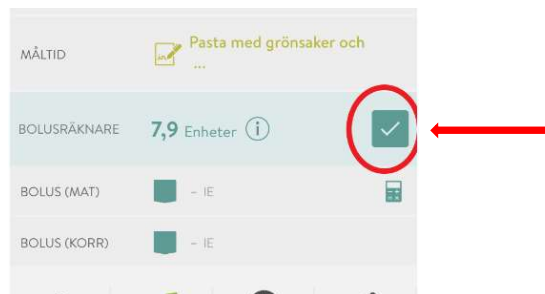 MÅLTID
Pasta med grönsaker och
...
BOLUSRÄKNARE 7,9 Enheter i
BOLUS (MAT) – IE
BOLUS (KORR) – IE